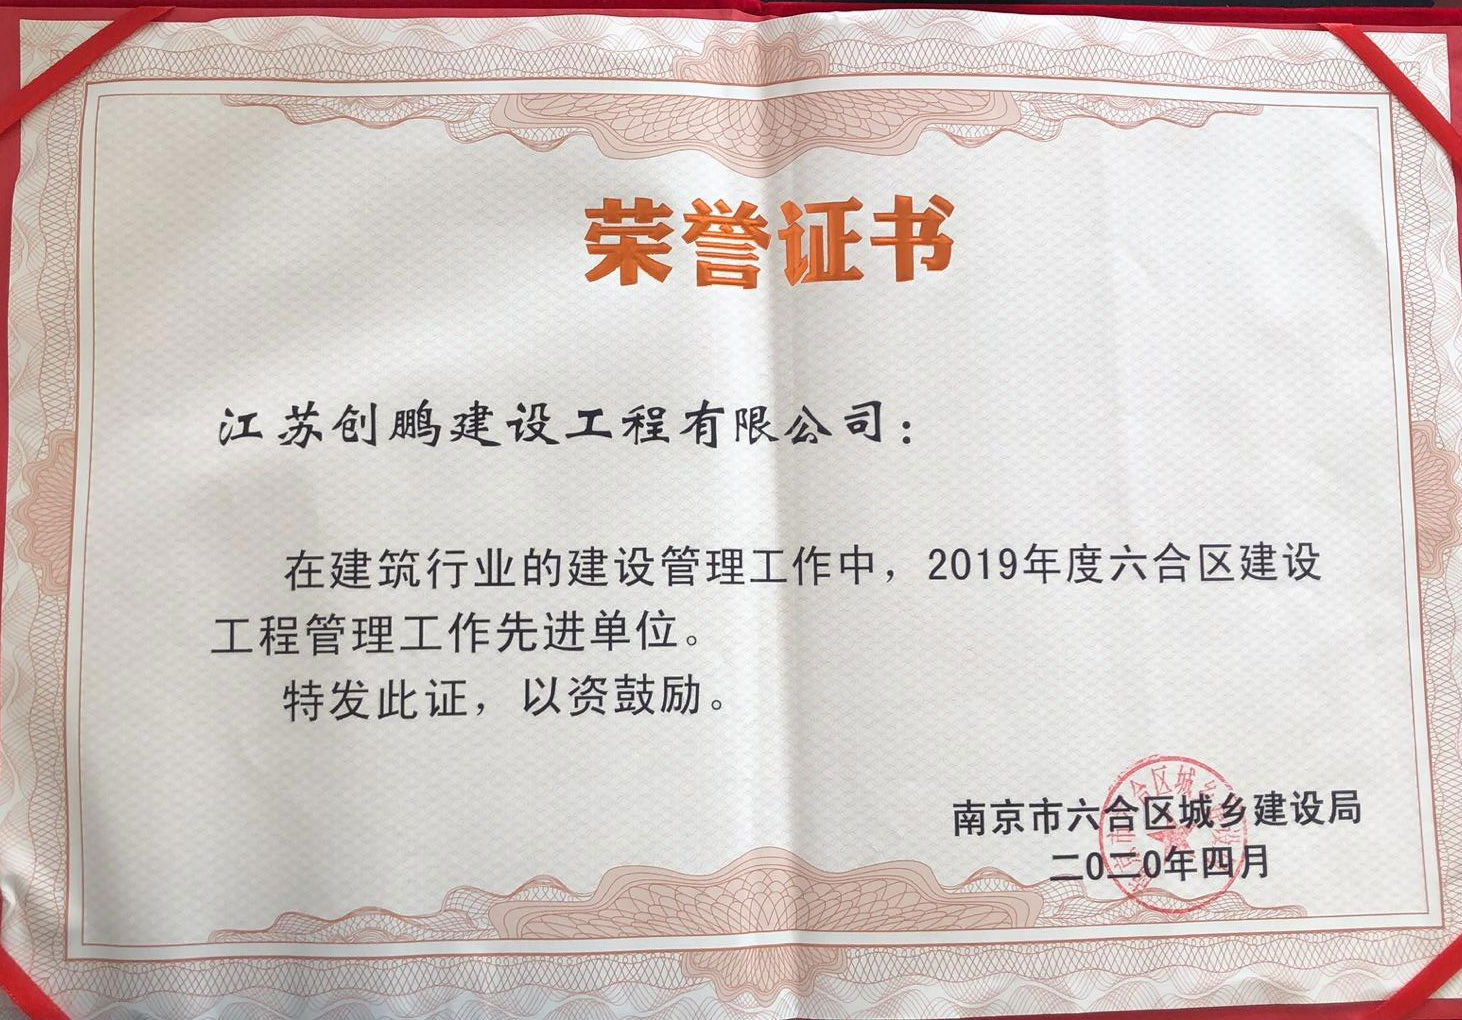 荣誉证书
江苏创鹏建设工程有限公司：
在建筑行业的建设管理工作中，2019年度六合区建设
工程管理工作先进单位。
特发此证，以资鼓励。
南京市六合区城乡建设局
二0二0年四月